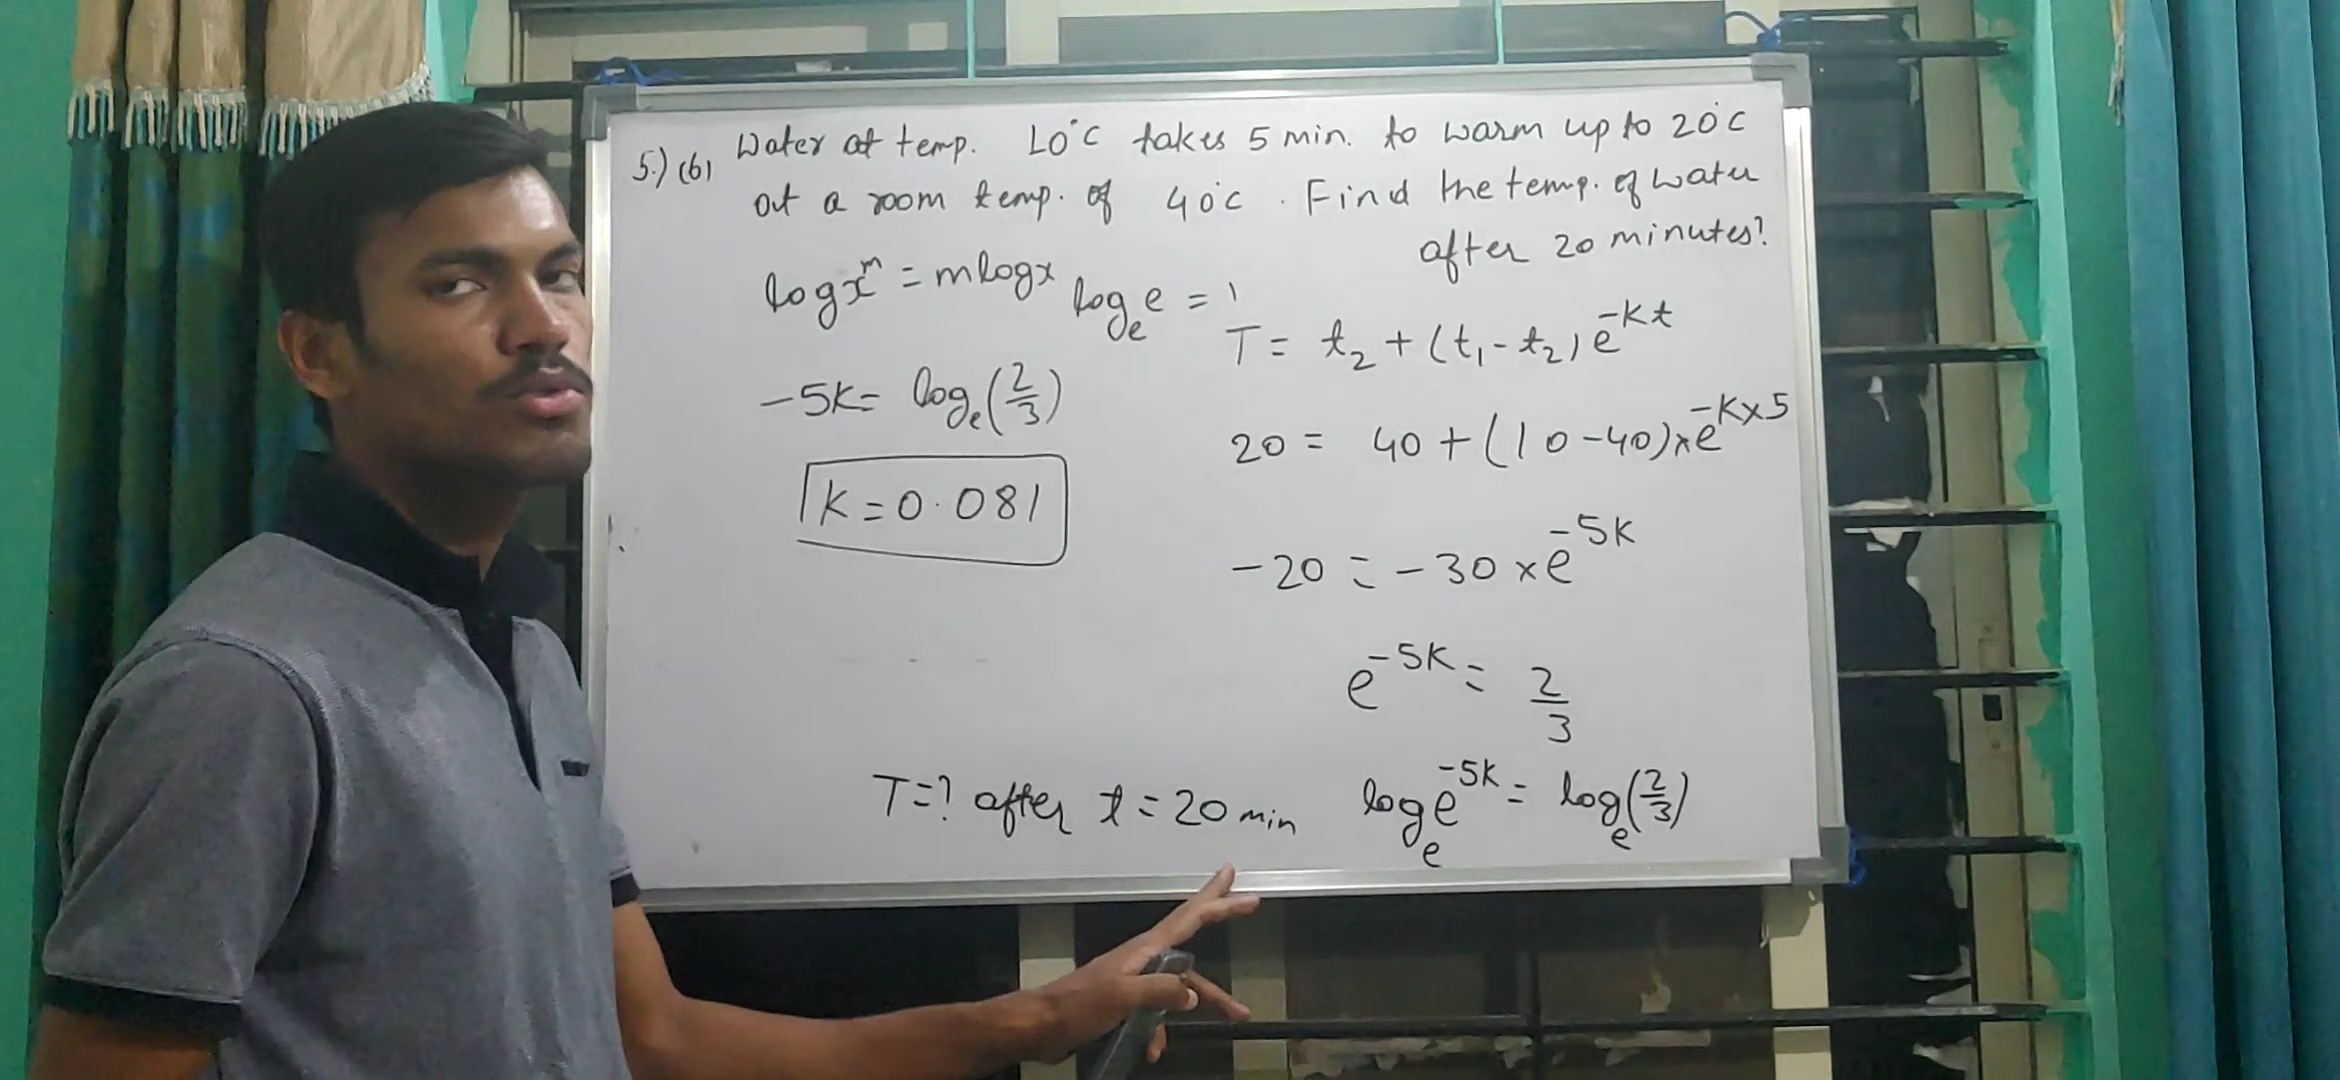 5.) (b) Water at temp. 10°C takes 5 min. to warm up to 20°C
at a room temp. of 40°C. Find the temp. of water
after 20 minutes?
log x^m = m log x
log_e e = 1
T = t₂ + (t₁ - t₂) e^-kt
-5K = log_e (2/3)
20 = 40 + (10 - 40) × e^-K×5
K = 0.081
-20 = -30 × e^-5K
e^-5K = 2/3
T = ? after t = 20 min
log_e e^-5K = log_e (2/3)